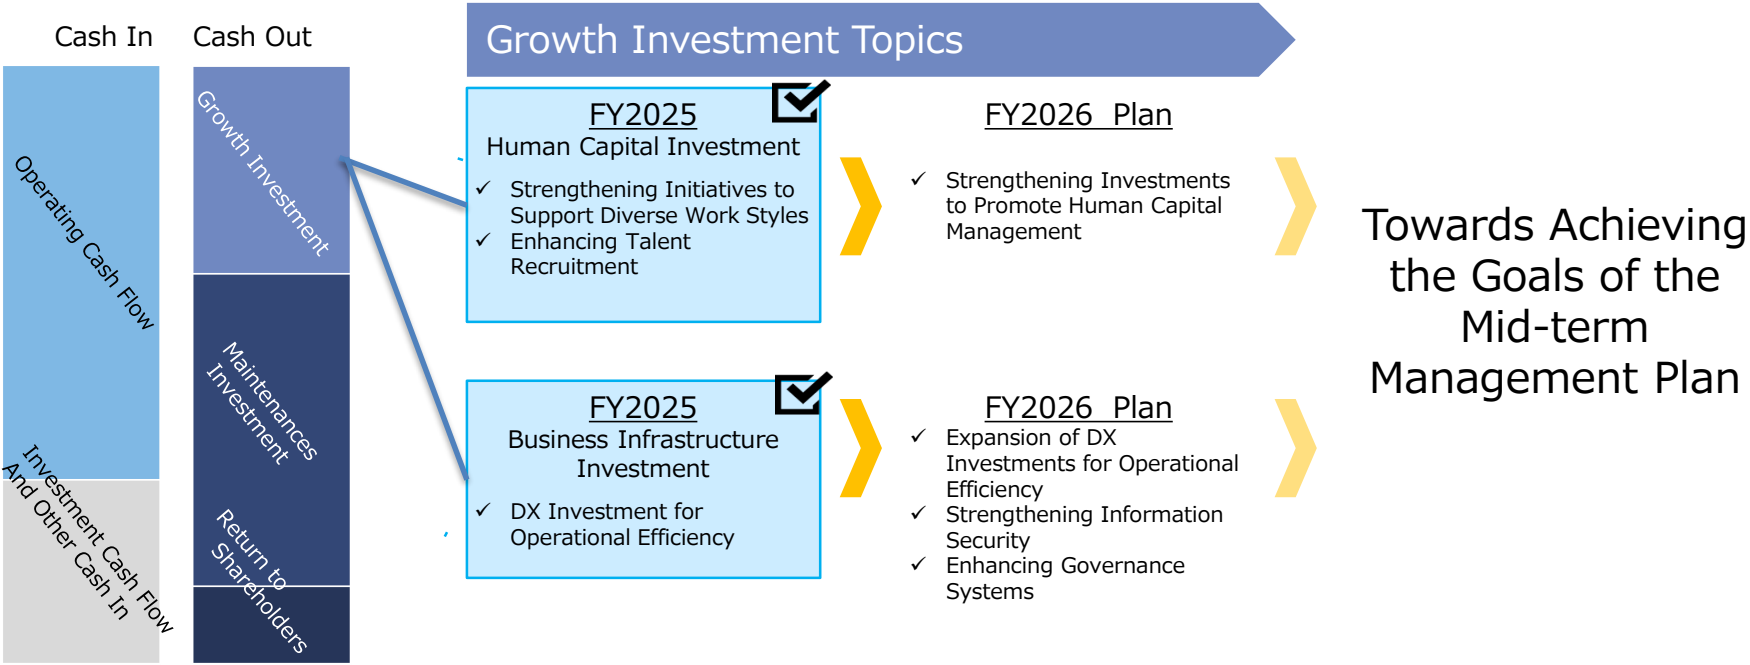 Cash In
Cash Out
Growth Investment Topics
Operating Cash Flow
Investment Cash Flow
And Other Cash In
Growth Investment
Maintenances
Investment
Return to
Shareholders
FY2025
Human Capital Investment
✓ Strengthening Initiatives to
Support Diverse Work Styles
✓ Enhancing Talent
Recruitment
FY2026 Plan
✓ Strengthening Investments
to Promote Human Capital
Management
FY2025
Business Infrastructure
Investment
✓ DX Investment for
Operational Efficiency
FY2026 Plan
✓ Expansion of DX
Investments for Operational
Efficiency
✓ Strengthening Information
Security
✓ Enhancing Governance
Systems
Towards Achieving
the Goals of the
Mid-term
Management Plan